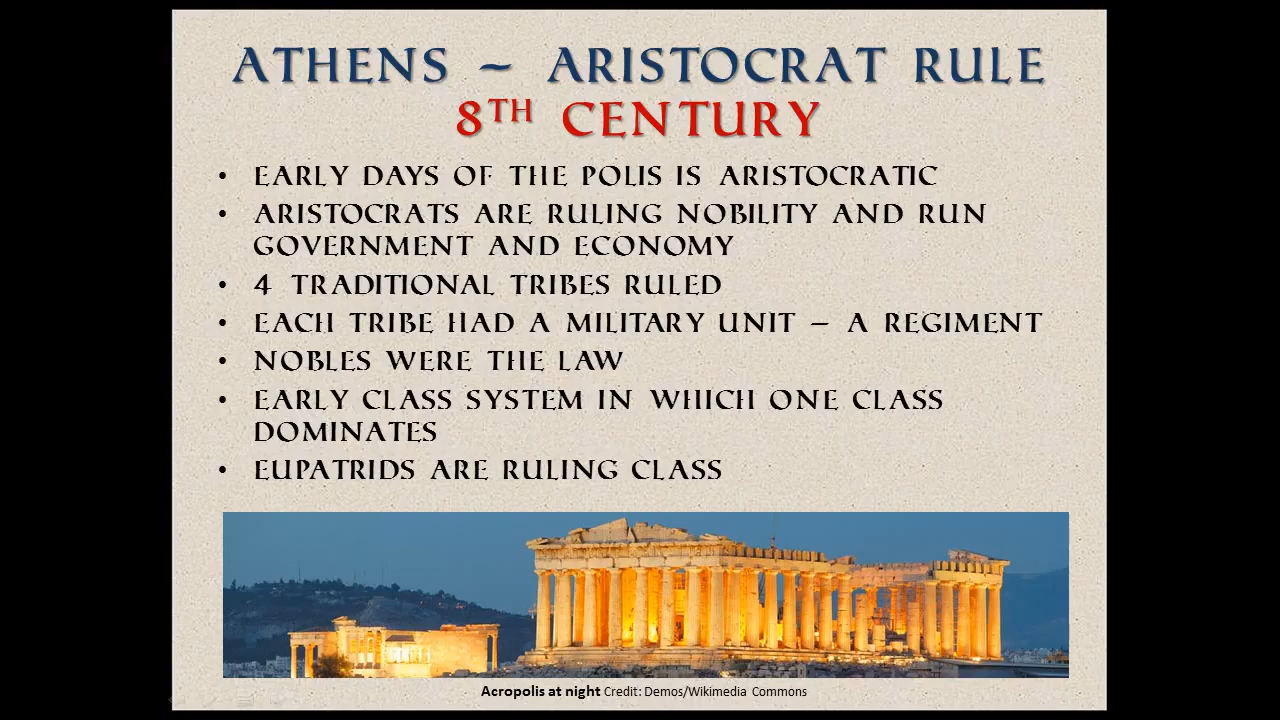 ATHENS ~ ARISTOCRAT RULE
8TH CENTURY
• EARLY DAYS OF THE POLIS IS ARISTOCRATIC
• ARISTOCRATS ARE RULING NOBILITY AND RUN
GOVERNMENT AND ECONOMY
• 4 TRADITIONAL TRIBES RULED
• EACH TRIBE HAD A MILITARY UNIT – A REGIMENT
• NOBLES WERE THE LAW
• EARLY CLASS SYSTEM IN WHICH ONE CLASS
DOMINATES
• EUPATRIDS ARE RULING CLASS
Acropolis at night Credit: Demos/Wikimedia Commons